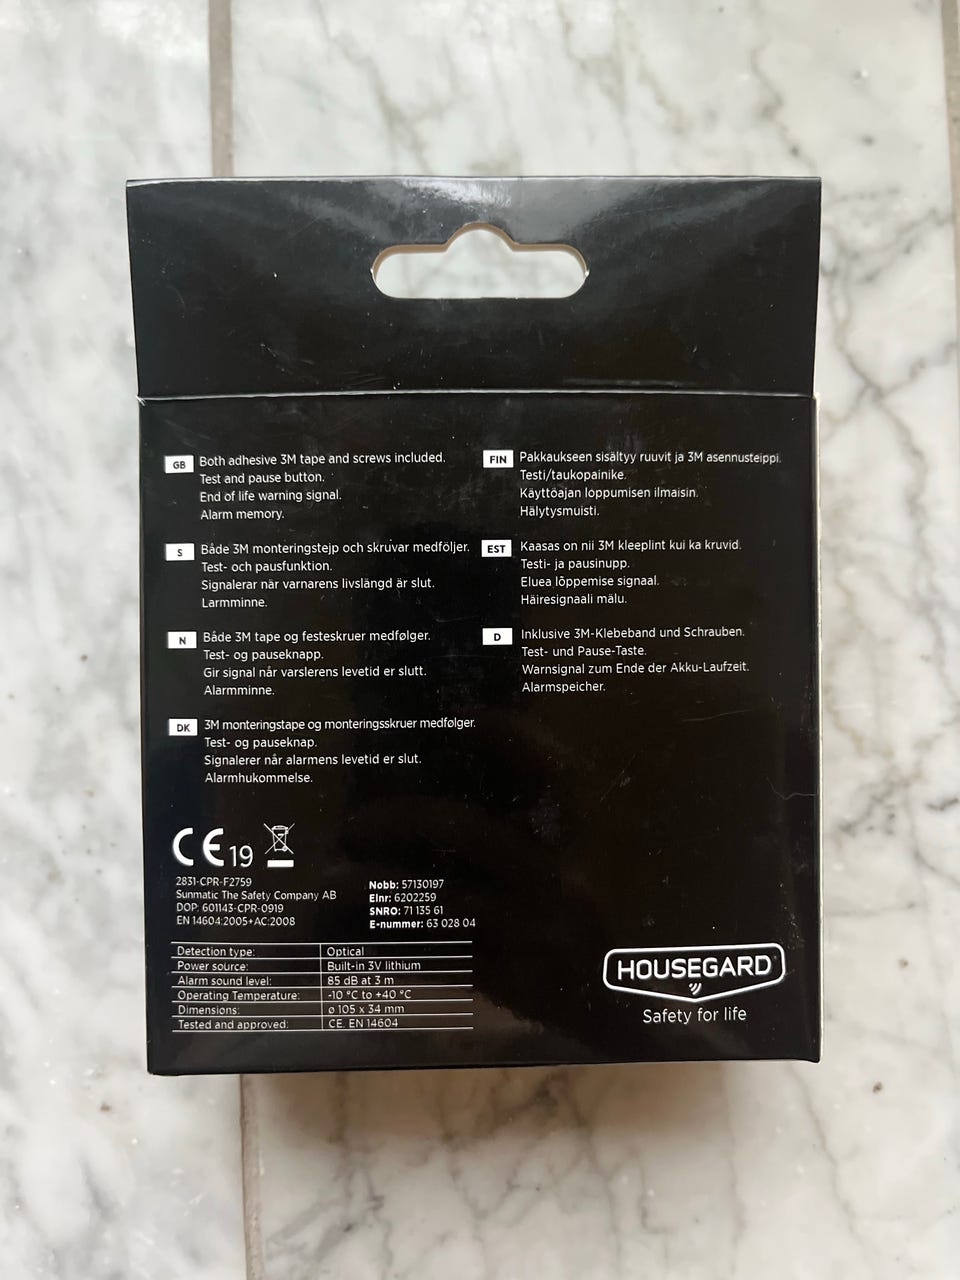 GB
Both adhesive 3M tape and screws included.
Test and pause button.
End of life warning signal.
Alarm memory.
S
Både 3M monteringstejp och skruvar medföljer.
Test- och pausfunktion.
Signalerar när varnarens livslängd är slut.
Larmminne.
N
Både 3M tape og festeskruer medfølger.
Test- og pauseknapp.
Gir signal når varslerens levetid er slutt.
Alarmminne.
DK
3M monteringstape og monteringsskruer medfølger.
Test- og pauseknap.
Signalerer når alarmens levetid er slut.
Alarmhukommelse.
FIN
Pakkaukseen sisältyy ruuvit ja 3M asennusteippi.
Testi/taukopainike.
Käyttöajan loppumisen ilmaisin.
Hälytysmuisti.
EST
Kaasas on nii 3M kleeplint kui ka kruvid.
Testi- ja pausinupp.
Eluea lõppemise signaal.
Häiresignaali mälu.
D
Inklusive 3M-Klebeband und Schrauben.
Test- und Pause-Taste.
Warnsignal zum Ende der Akku-Laufzeit.
Alarmspeicher.
CE 19
2831-CPR-F2759
Sunmatic The Safety Company AB
DOP: 601143-CPR-0919
EN 14604:2005+AC:2008
Nobb: 57130197
Elnr: 6202259
SNRO: 71 135 61
E-nummer: 63 028 04
Detection type: Optical
Power source: Built-in 3V lithium
Alarm sound level: 85 dB at 3 m
Operating Temperature: -10 °C to +40 °C
Dimensions: ø 105 x 34 mm
Tested and approved: CE. EN 14604
HOUSEGARD
Safety for life